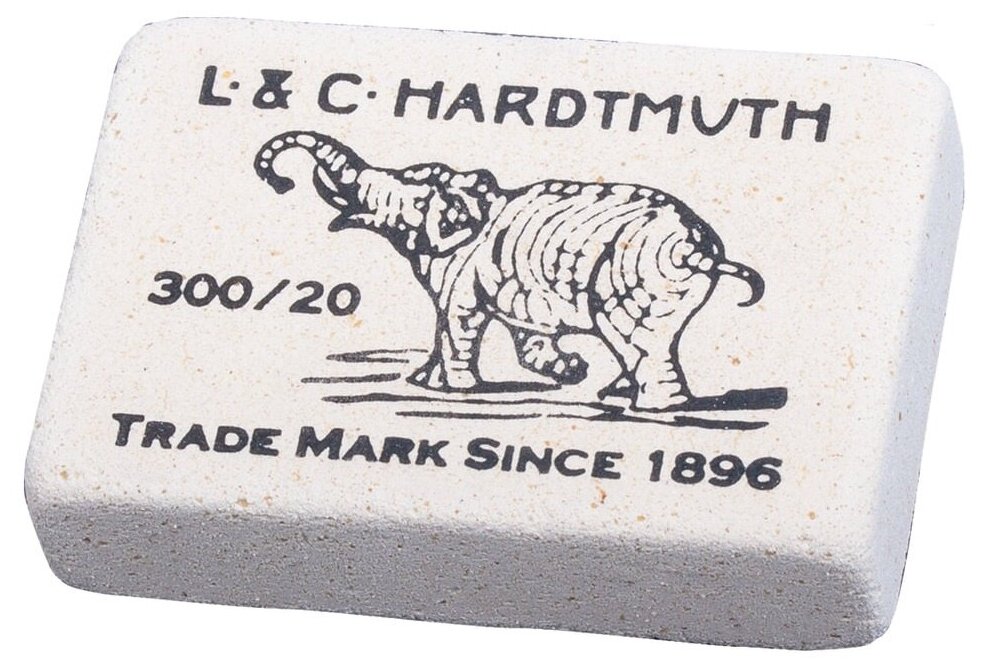 L. & C. HARDTMUTH
300/20
TRADE MARK SINCE 1896